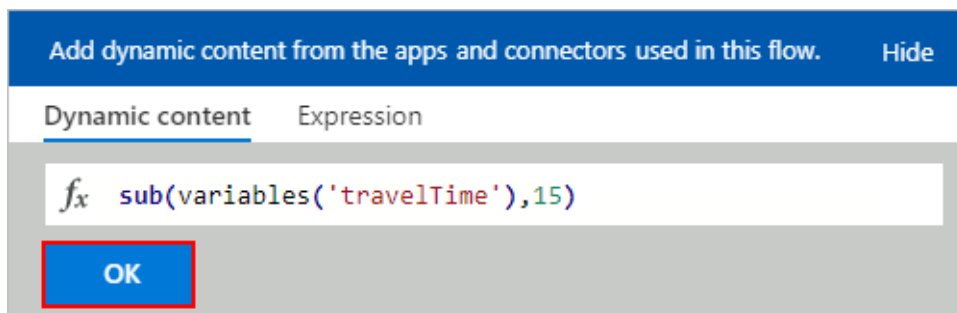 Add dynamic content from the apps and connectors used in this flow. Hide
Dynamic content Expression
fx sub(variables('travelTime'),15)
OK